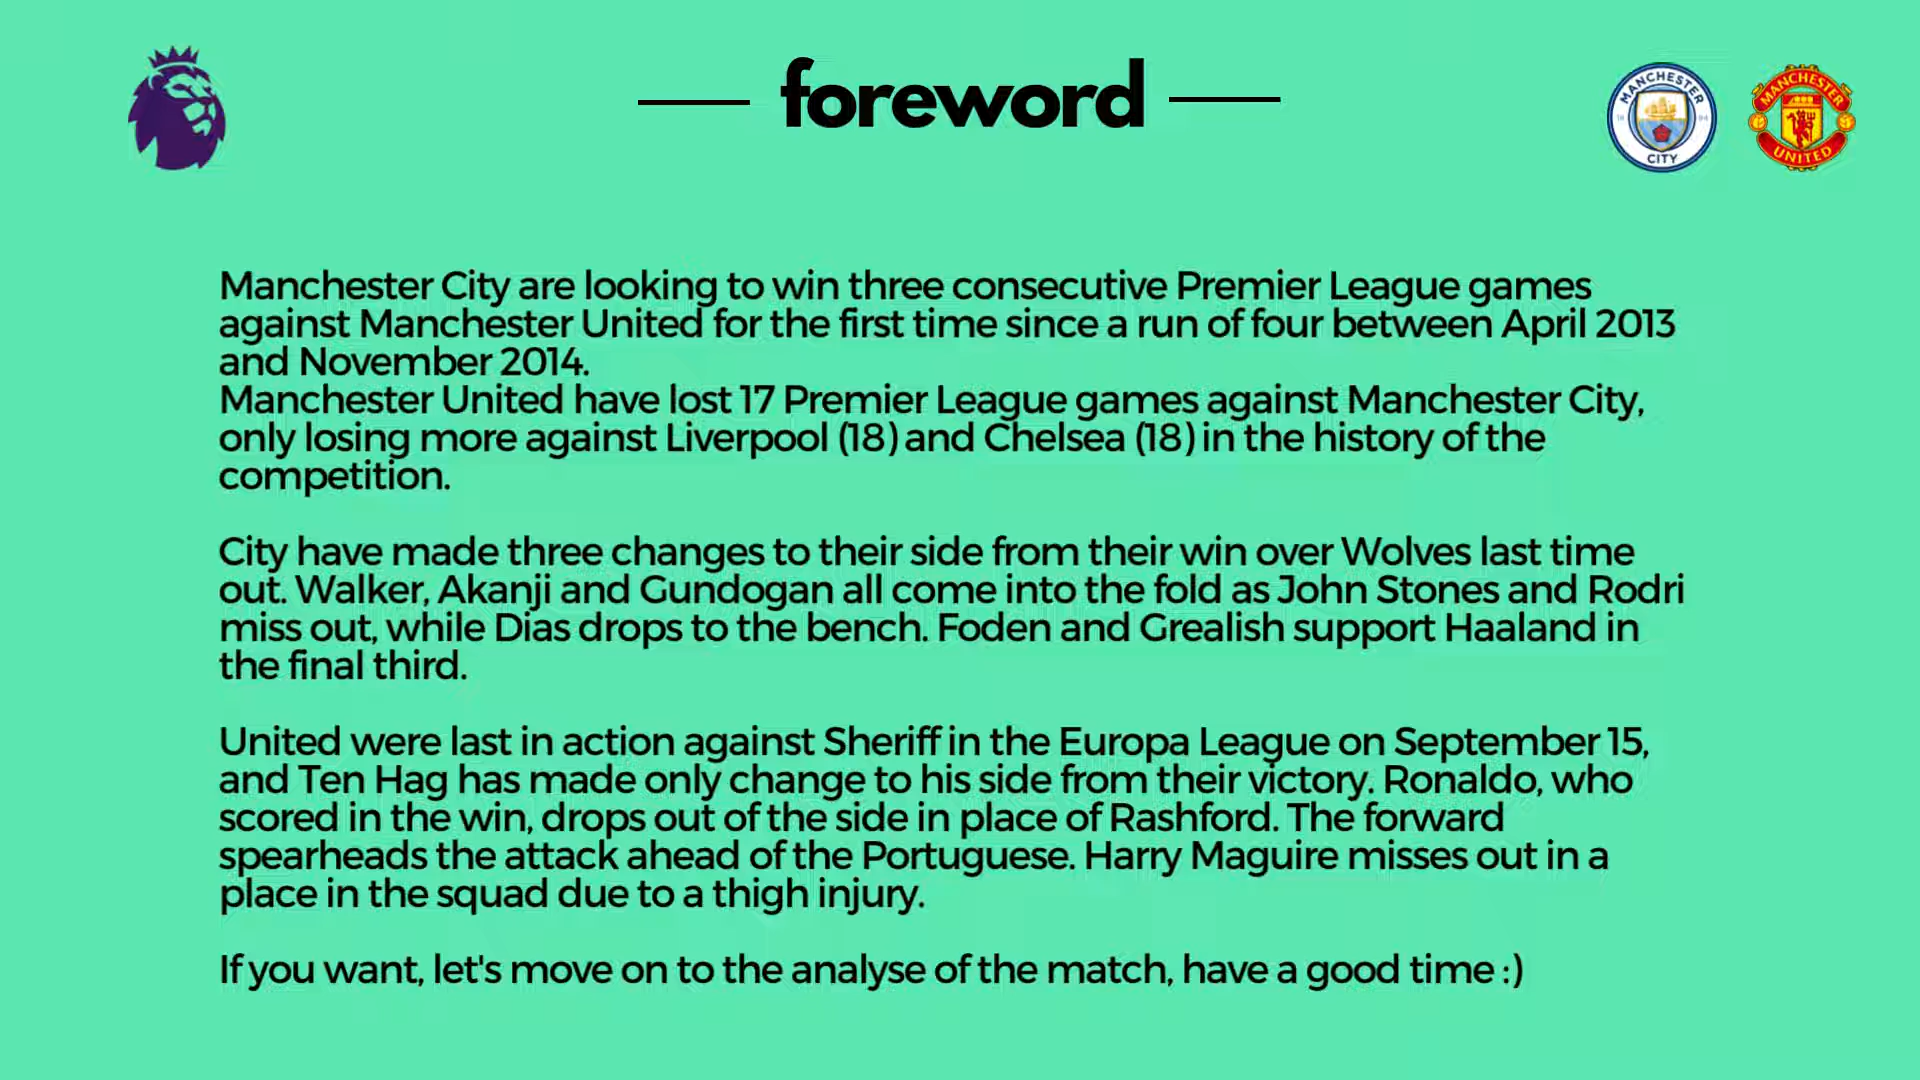 foreword
MANCHESTER
18 94
CITY
MANCHESTER
UNITED
Manchester City are looking to win three consecutive Premier League games
against Manchester United for the first time since a run of four between April 2013
and November 2014.
Manchester United have lost 17 Premier League games against Manchester City,
only losing more against Liverpool (18) and Chelsea (18) in the history of the
competition.
City have made three changes to their side from their win over Wolves last time
out. Walker, Akanji and Gundogan all come into the fold as John Stones and Rodri
miss out, while Dias drops to the bench. Foden and Grealish support Haaland in
the final third.
United were last in action against Sheriff in the Europa League on September 15,
and Ten Hag has made only change to his side from their victory. Ronaldo, who
scored in the win, drops out of the side in place of Rashford. The forward
spearheads the attack ahead of the Portuguese. Harry Maguire misses out in a
place in the squad due to a thigh injury.
If you want, let's move on to the analyse of the match, have a good time :)